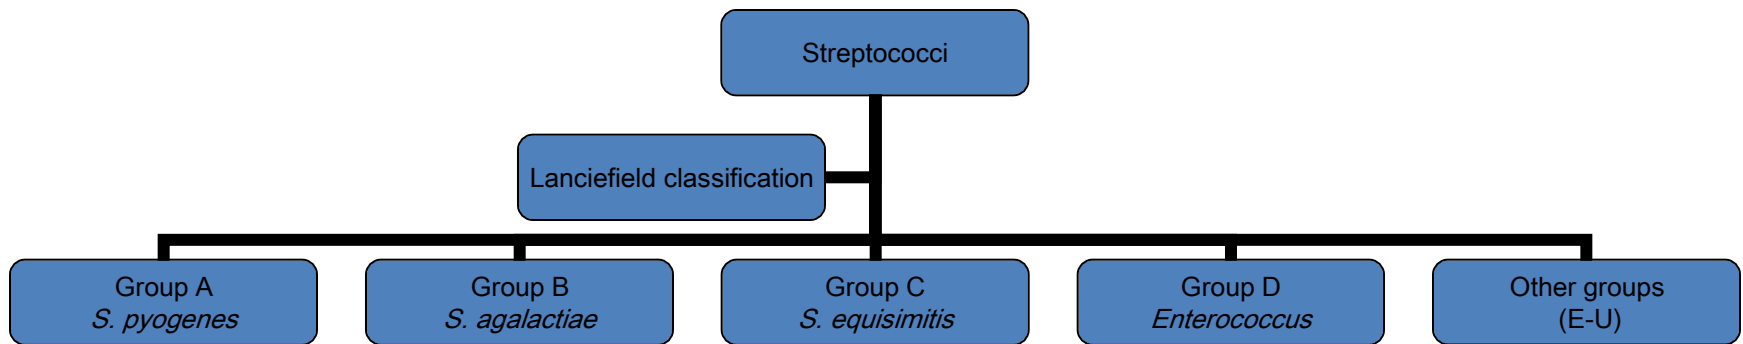 Streptococci
Lanciefield classification
Group A
S. pyogenes
Group B
S. agalactiae
Group C
S. equisimitis
Group D
Enterococcus
Other groups
(E-U)